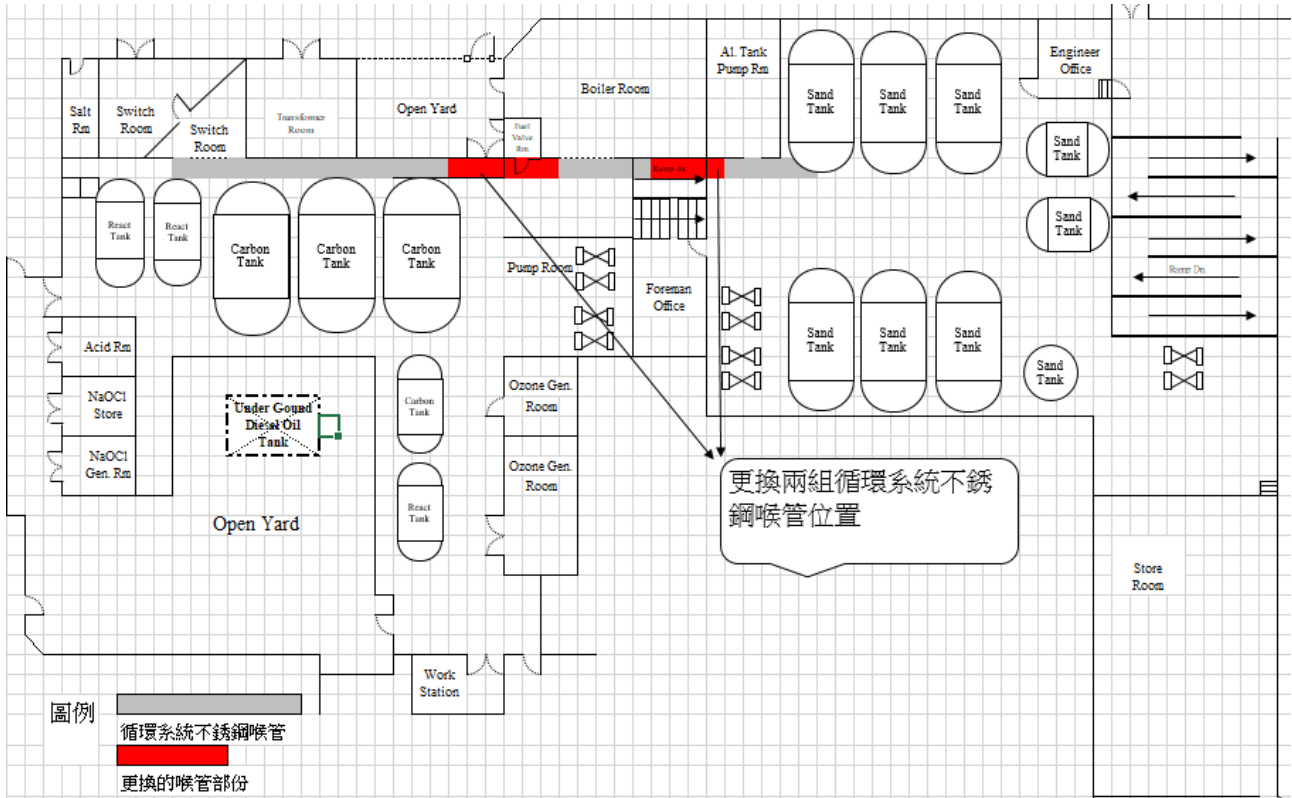 Salt
Rm
Switch
Room
Switch
Room
Transformer
Room
Open Yard
Fuel
Valve
Rm
Boiler Room
Al. Tank
Pump Rm
Sand
Tank
Sand
Tank
Sand
Tank
Engineer
Office
Sand
Tank
Sand
Tank
Ramp dn.
React
Tank
React
Tank
Carbon
Tank
Carbon
Tank
Carbon
Tank
Pump Room
Foreman
Office
Ramp Dn.
Sand
Tank
Sand
Tank
Sand
Tank
Sand
Tank
Acid Rm
NaOCl
Store
NaOCl
Gen. Rm
Under Gound
Diesel Oil
Tank
Carbon
Tank
React
Tank
Ozone Gen.
Room
Ozone Gen.
Room
Open Yard
更換兩組循環系統不銹
鋼喉管位置
Store
Room
Work
Station
圖例
循環系統不銹鋼喉管
更換的喉管部份